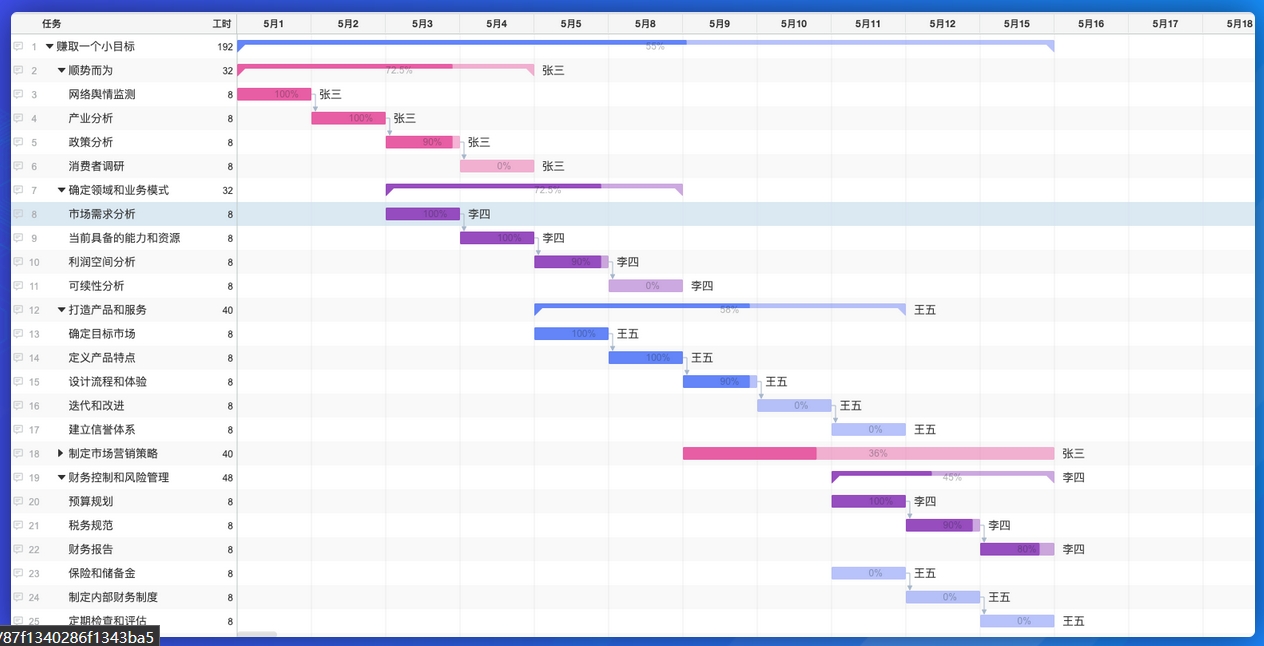 任务 工时 5月1 5月2 5月3 5月4 5月5 5月8 5月9 5月10 5月11 5月12 5月15 5月16 5月17 5月18
1 赚取一个小目标 192 55%
2 顺势而为 32 72.5% 张三
3 网络舆情监测 8 100% 张三
4 产业分析 8 100% 张三
5 政策分析 8 90% 张三
6 消费者调研 8 0% 张三
7 确定领域和业务模式 32 72.5%
8 市场需求分析 8 100% 李四
9 当前具备的能力和资源 8 100% 李四
10 利润空间分析 8 90% 李四
11 可续性分析 8 0% 李四
12 打造产品和服务 40 58% 王五
13 确定目标市场 8 100% 王五
14 定义产品特点 8 100% 王五
15 设计流程和体验 8 90% 王五
16 迭代和改进 8 0% 王五
17 建立信誉体系 8 0% 王五
18 制定市场营销策略 40 36% 张三
19 财务控制和风险管理 48 45% 李四
20 预算规划 8 100% 李四
21 税务规范 8 90% 李四
22 财务报告 8 80% 李四
23 保险和储备金 8 0% 王五
24 制定内部财务制度 8 0% 王五
25 定期检查和评估 8 0% 王五
/87f1340286f1343ba5